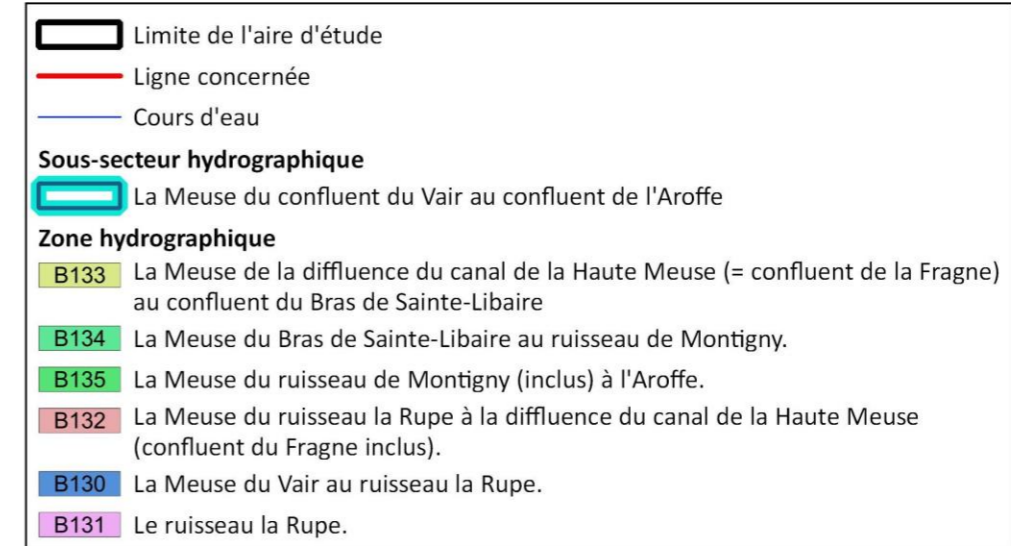 Limite de l'aire d'étude
Ligne concernée
Cours d'eau
Sous-secteur hydrographique
La Meuse du confluent du Vair au confluent de l'Aroffe
Zone hydrographique
B133 La Meuse de la diffluence du canal de la Haute Meuse (= confluent de la Fragne)
au confluent du Bras de Sainte-Libaire
B134 La Meuse du Bras de Sainte-Libaire au ruisseau de Montigny.
B135 La Meuse du ruisseau de Montigny (inclus) à l'Aroffe.
B132 La Meuse du ruisseau la Rupe à la diffluence du canal de la Haute Meuse
(confluent du Fragne inclus).
B130 La Meuse du Vair au ruisseau la Rupe.
B131 Le ruisseau la Rupe.